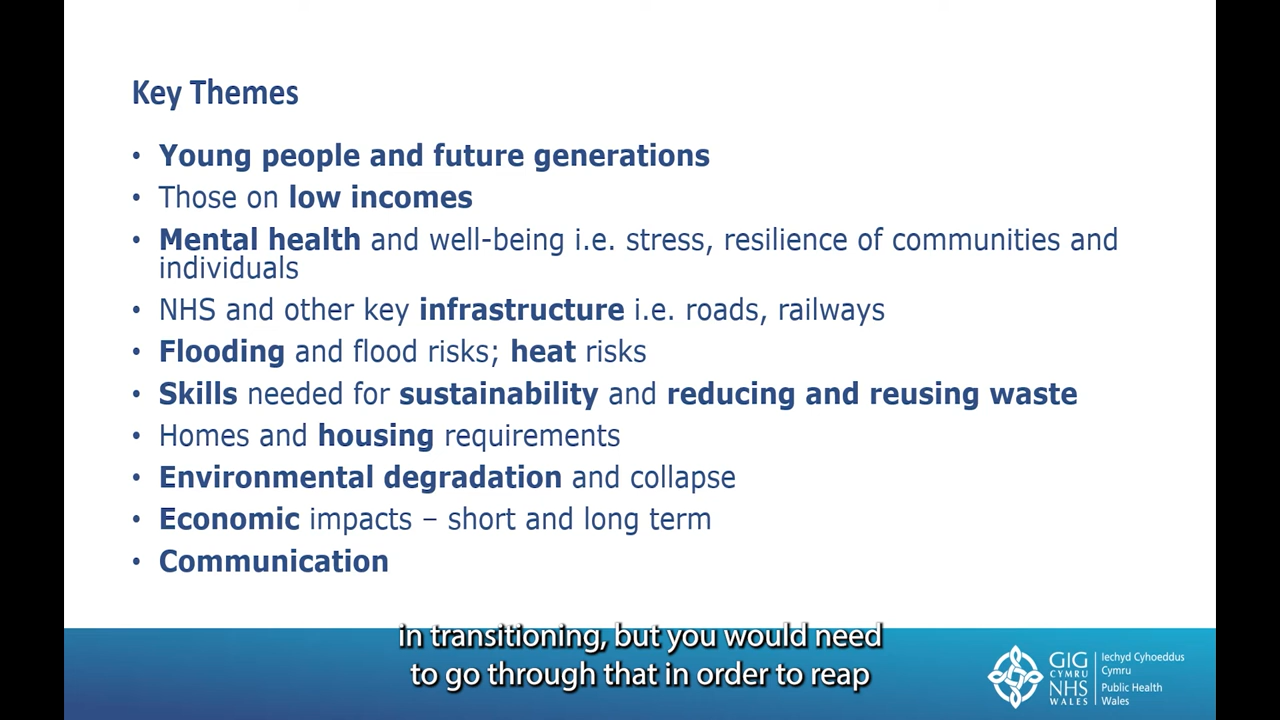 Key Themes
• Young people and future generations
• Those on low incomes
• Mental health and well-being i.e. stress, resilience of communities and
individuals
• NHS and other key infrastructure i.e. roads, railways
• Flooding and flood risks; heat risks
• Skills needed for sustainability and reducing and reusing waste
• Homes and housing requirements
• Environmental degradation and collapse
• Economic impacts – short and long term
• Communication
in transitioning, but you would need
to go through that in order to reap
GIG
CYMRU
NHS
WALES
Iechyd Cyhoeddus
Cymru
Public Health
Wales